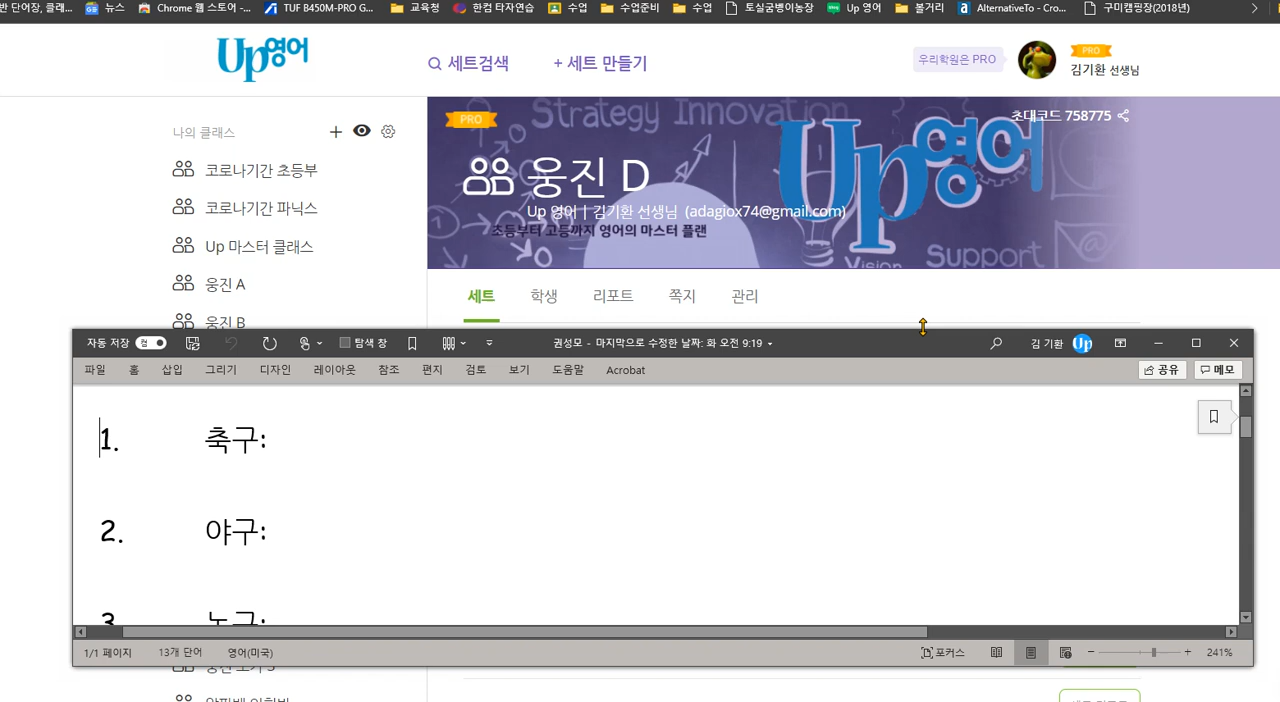 반 단어장, 클래... 뉴스 Chrome 웹 스토어 -... TUF B450M-PRO G... 교육청 한컴 타자연습 수업 수업준비 수업 토실굼벵이농장 Up 영어 볼거리 AlternativeTo - Cro... 구미캠핑장(2018년)
Up영어 세트검색 + 세트 만들기 우리학원은 PRO PRO
김기환 선생님
나의 클래스
코로나기간 초등부
코로나기간 파닉스
Up 마스터 클래스
웅진 A
웅진 B
PRO Strategy Innovation 초대코드 758775
웅진 D Up영어
Up 영어 | 김기환 선생님 (adagiox74@gmail.com)
초등부터 고등까지 영어의 마스터 플랜
Vision Support
세트 학생 리포트 쪽지 관리
자동 저장 탐색 창 권성모 - 마지막으로 수정한 날짜: 화 오전 9:19 김 기환 Up
파일 홈 삽입 그리기 디자인 레이아웃 참조 편지 검토 보기 도움말 Acrobat 공유 메모
1. 축구:
2. 야구:
3. 농구:
1/1 페이지 13개 단어 영어(미국) 포커스 241%